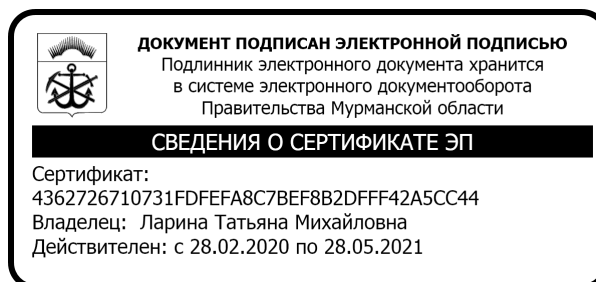 ДОКУМЕНТ ПОДПИСАН ЭЛЕКТРОННОЙ ПОДПИСЬЮ
Подлинник электронного документа хранится
в системе электронного документооборота
Правительства Мурманской области
СВЕДЕНИЯ О СЕРТИФИКАТЕ ЭП
Сертификат:
4362726710731FDFEFA8C7BEF8B2DFFF42A5CC44
Владелец: Ларина Татьяна Михайловна
Действителен: с 28.02.2020 по 28.05.2021